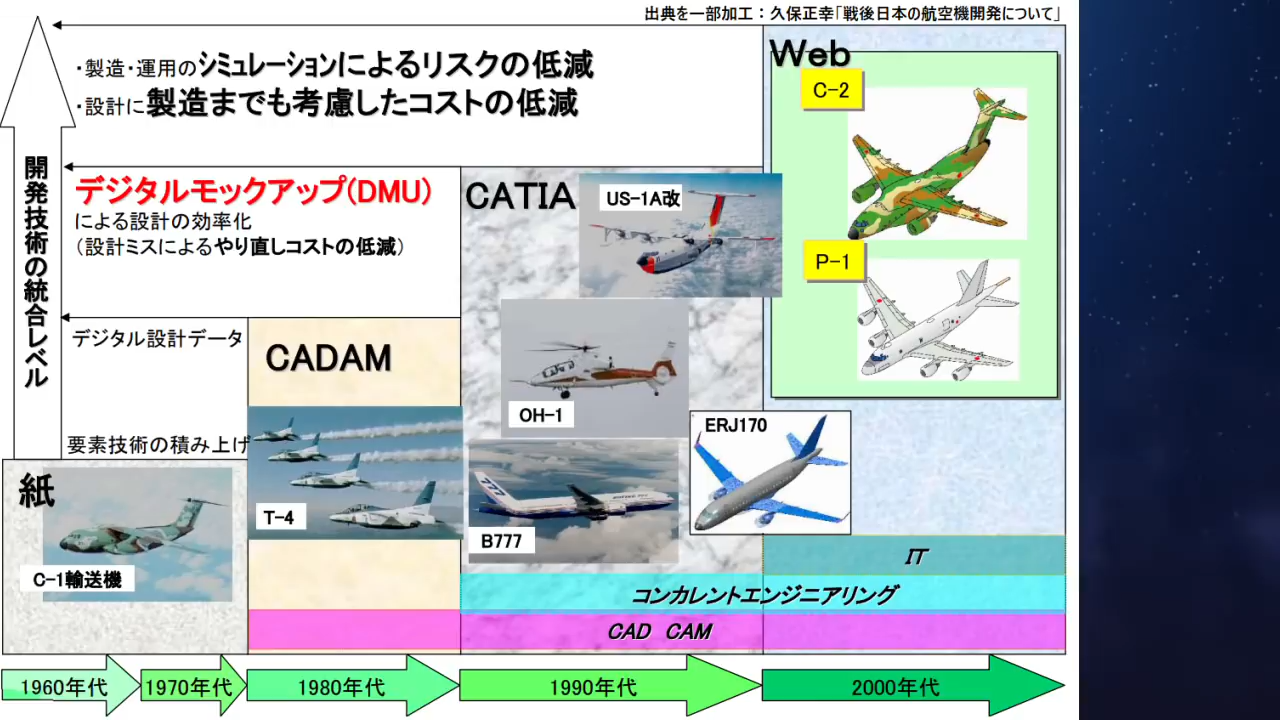 出典を一部加工：久保正幸「戦後日本の航空機開発について」
・製造・運用のシミュレーションによるリスクの低減
・設計に製造までも考慮したコストの低減
開発技術の統合レベル
デジタルモックアップ(DMU)
による設計の効率化
（設計ミスによるやり直しコストの低減）
デジタル設計データ
要素技術の積み上げ
紙
C-1輸送機
CADAM
T-4
CATIA
US-1A改
OH-1
777
B777
ERJ170
Web
C-2
P-1
IT
コンカレントエンジニアリング
CAD CAM
1960年代
1970年代
1980年代
1990年代
2000年代